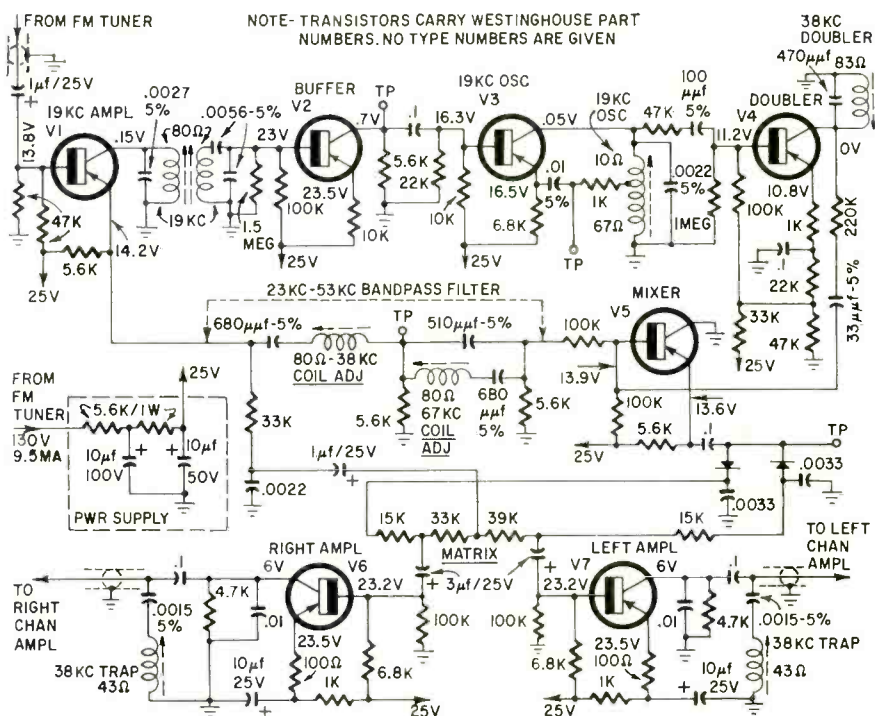 FROM FM TUNER
NOTE- TRANSISTORS CARRY WESTINGHOUSE PART
NUMBERS. NO TYPE NUMBERS ARE GIVEN
38KC
DOUBLER
470µµf
83Ω
1µf/25V
+
19KC AMPL
V1
.0027
5%
.0056-5%
BUFFER
V2
TP
19KC OSC
V3
19KC
OSC
100
µµf
5%
V4
DOUBLER
13.8V
.15V
80Ω
23V
.7V
.1
16.3V
.05V
47K
11.2V
0V
5.6K
22K
.01
5%
10Ω
.0022
5%
10.8V
47K
19KC
1.5
MEG
100K
23.5V
10K
10K
16.5V
6.8K
1K
67Ω
1MEG
100K
1K
220K
14.2V
5.6K
25V
25V
25V
TP
.1
22K
33K
47K
25V
33µµf-5%
23KC-53KC BANDPASS FILTER
680µµf-5%
TP
510µµf-5%
MIXER
V5
100K
80Ω-38KC
COIL ADJ
13.9V
13.6V
FROM
FM
TUNER
25V
5.6K/1W
130V
9.5MA
33K
5.6K
80Ω
67KC
COIL
ADJ
680
µµf
5%
5.6K
100K
5.6K
25V
.1
TP
10µf
100V
+
+
10µf
50V
1µf/25V
+
.0022
.0033
.0033
PWR SUPPLY
15K
33K
39K
15K
MATRIX
RIGHT AMPL
V6
LEFT AMPL
V7
TO LEFT
CHAN
AMPL
.1
6V
23.2V
+
3µf/25V
+
23.2V
6V
.1
TO
RIGHT
CHAN
AMPL
.0015
5%
4.7K
.01
100K
100K
.01
4.7K
.0015-5%
23.5V
23.5V
38KC TRAP
43Ω
10µf
25V
+
100Ω
1K
6.8K
25V
6.8K
25V
100Ω
1K
+
10µf
25V
38KC TRAP
43Ω